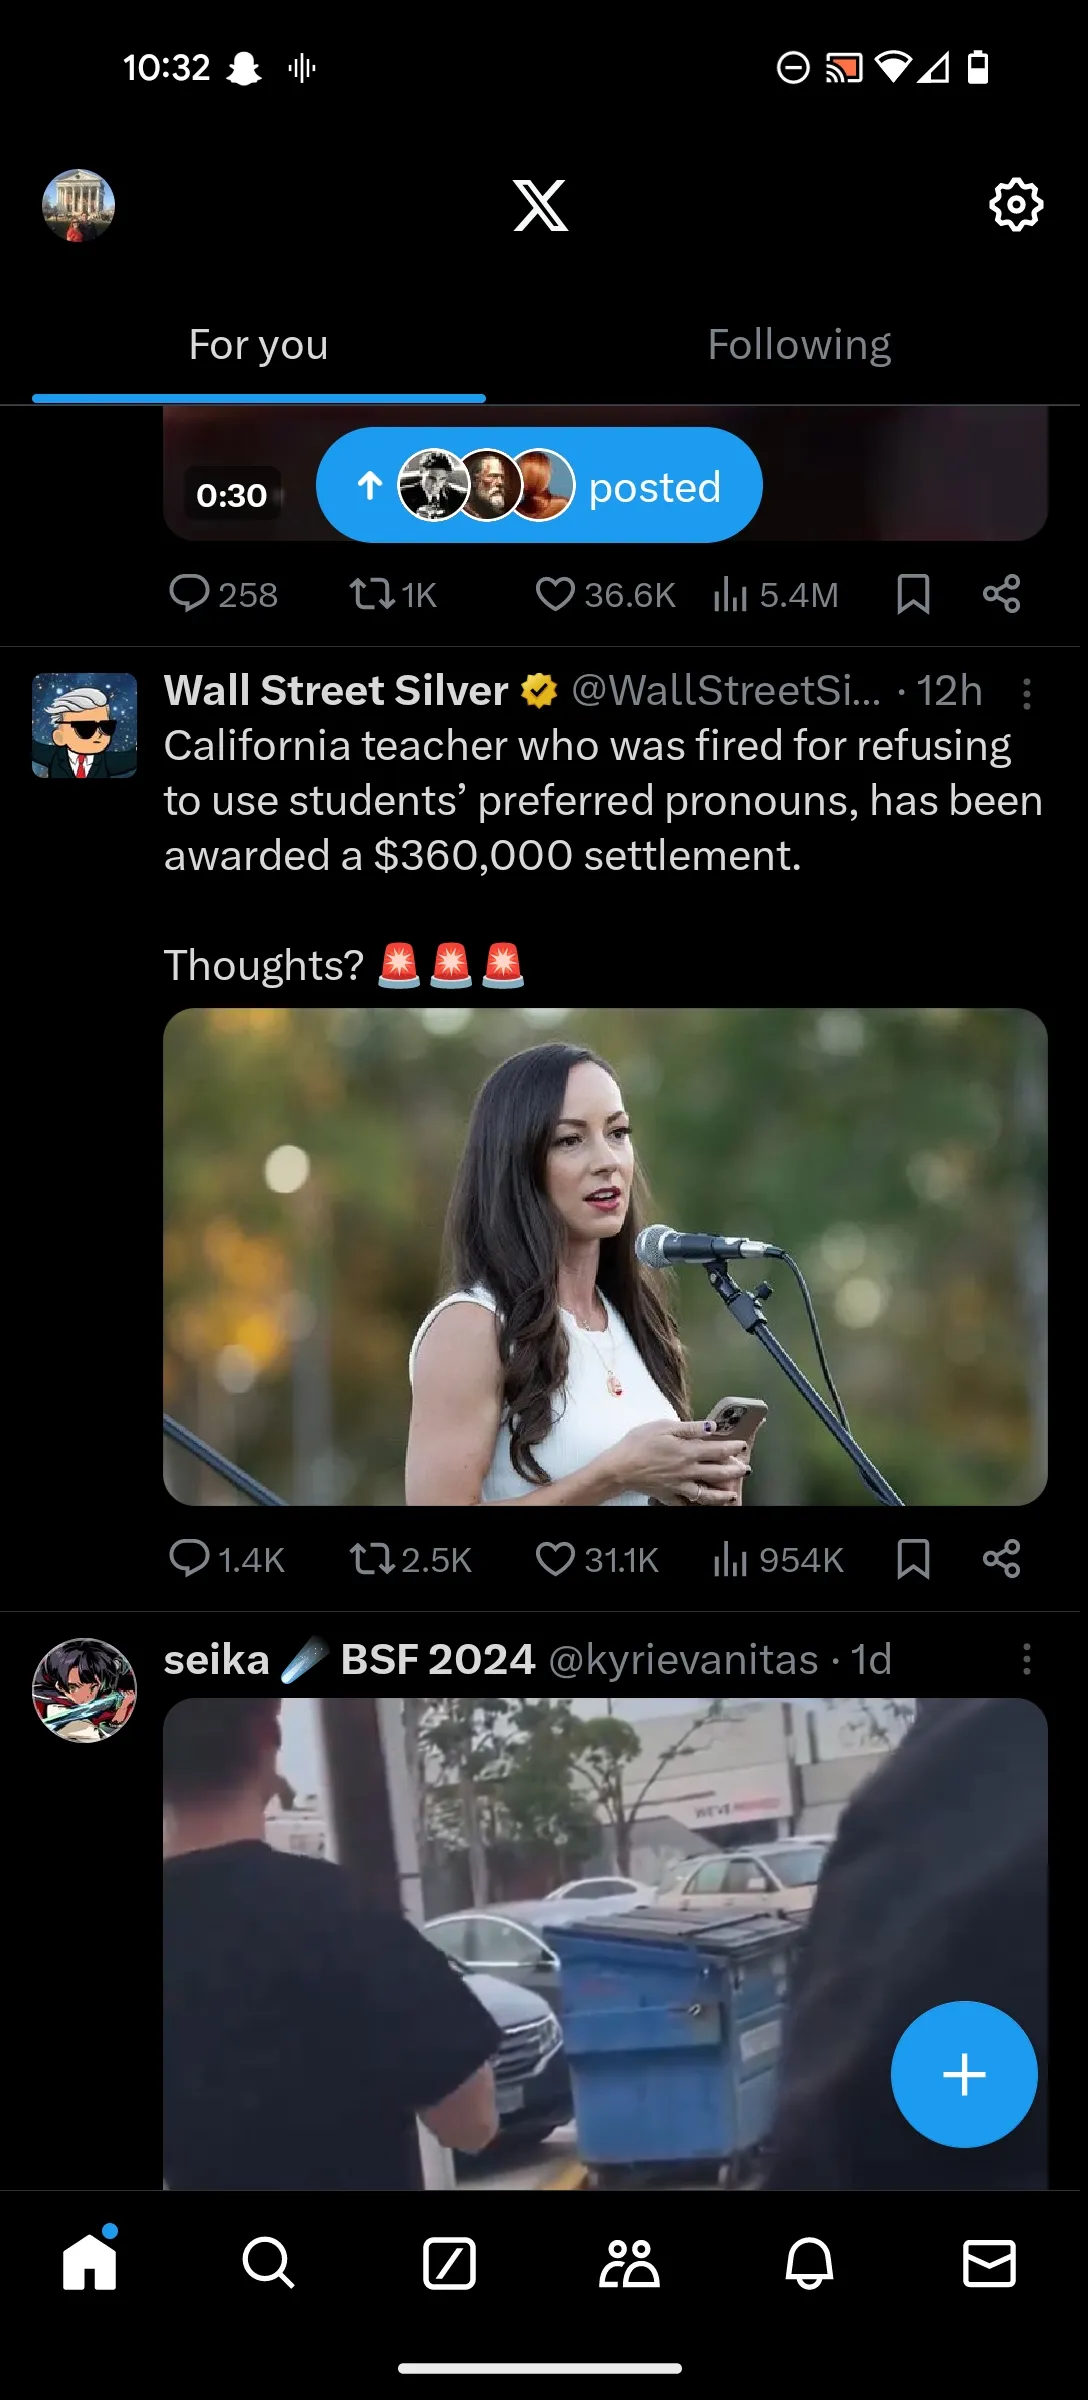 10:32
For you
Following
0:30
posted
258
1K
36.6K
5.4M
Wall Street Silver @WallStreetSi... · 12h
California teacher who was fired for refusing
to use students’ preferred pronouns, has been
awarded a $360,000 settlement.
Thoughts? 🚨🚨🚨
1.4K
2.5K
31.1K
954K
seika ☄️ BSF 2024 @kyrievanitas · 1d
WE'VE